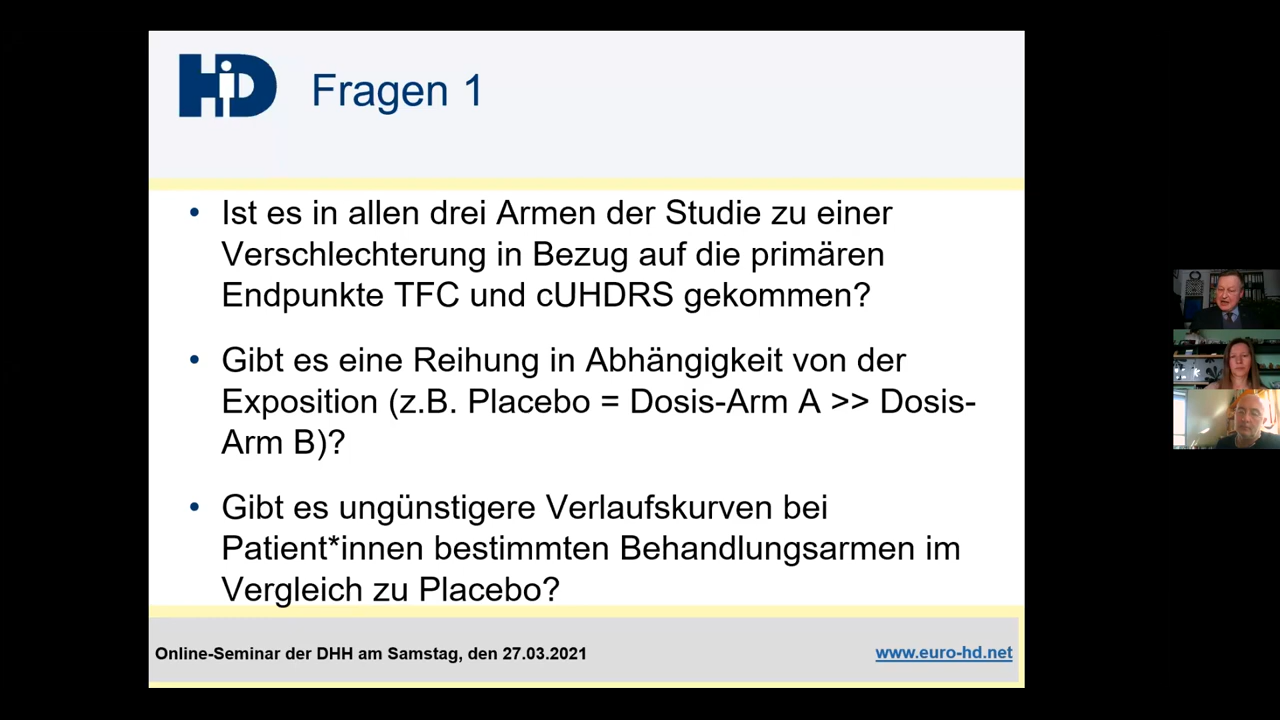 HD
Fragen 1
• Ist es in allen drei Armen der Studie zu einer
Verschlechterung in Bezug auf die primären
Endpunkte TFC und cUHDRS gekommen?
• Gibt es eine Reihung in Abhängigkeit von der
Exposition (z.B. Placebo = Dosis-Arm A >> Dosis-
Arm B)?
• Gibt es ungünstigere Verlaufskurven bei
Patient*innen bestimmten Behandlungsarmen im
Vergleich zu Placebo?
Online-Seminar der DHH am Samstag, den 27.03.2021
www.euro-hd.net